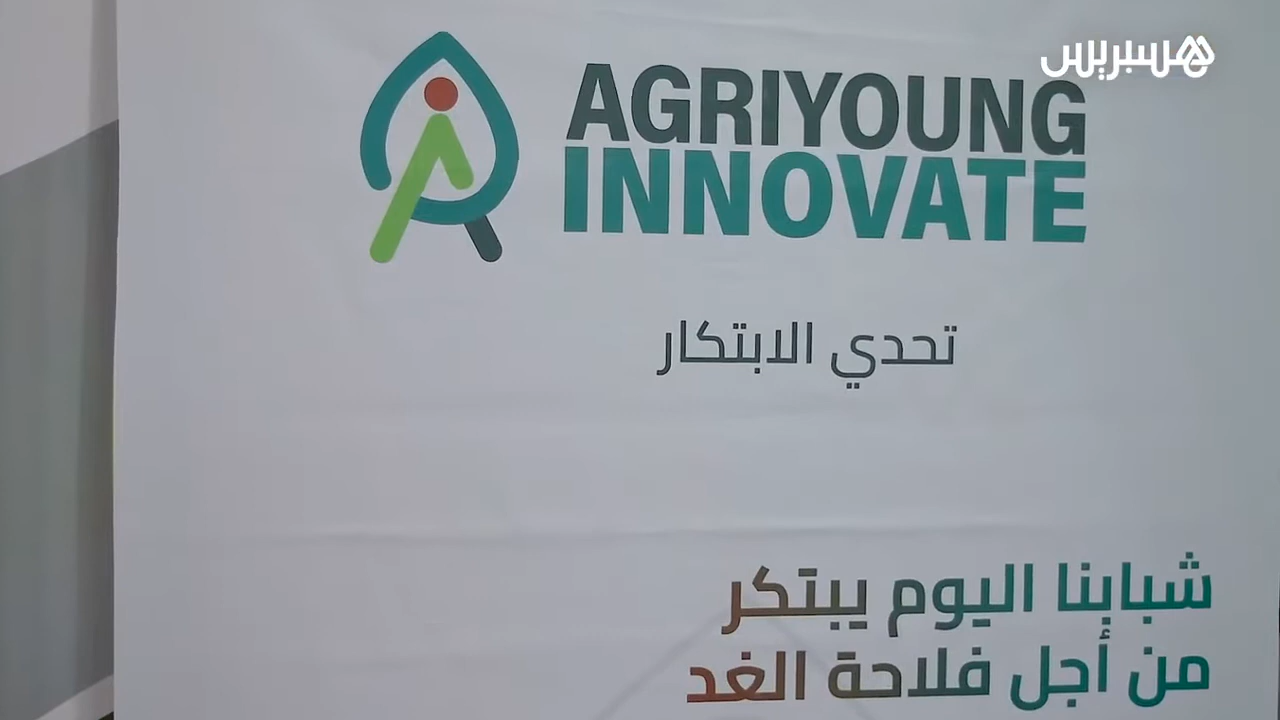 هسبريس
AGRIYOUNG
INNOVATE
تحدي الابتكار
شبابنا اليوم يبتكر
من أجل فلاحة الغد